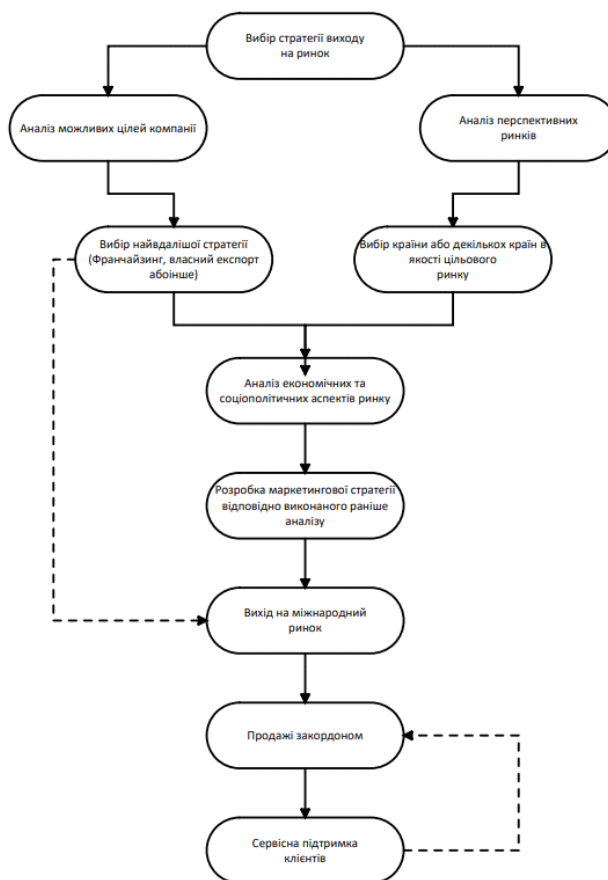 Вибір стратегії виходу
на ринок
Аналіз можливих цілей компанії
Аналіз перспективних
ринків
Вибір найвдалішої стратегії
(Франчайзинг, власний експорт
абоінше)
Вибір країни або декількох країн в
якості цільового
ринку
Аналіз економічних та
соціополітичних аспектів ринку
Розробка маркетингової стратегії
відповідно виконаного раніше
аналізу
Вихід на міжнародний
ринок
Продажі закордоном
Сервісна підтримка
клієнтів